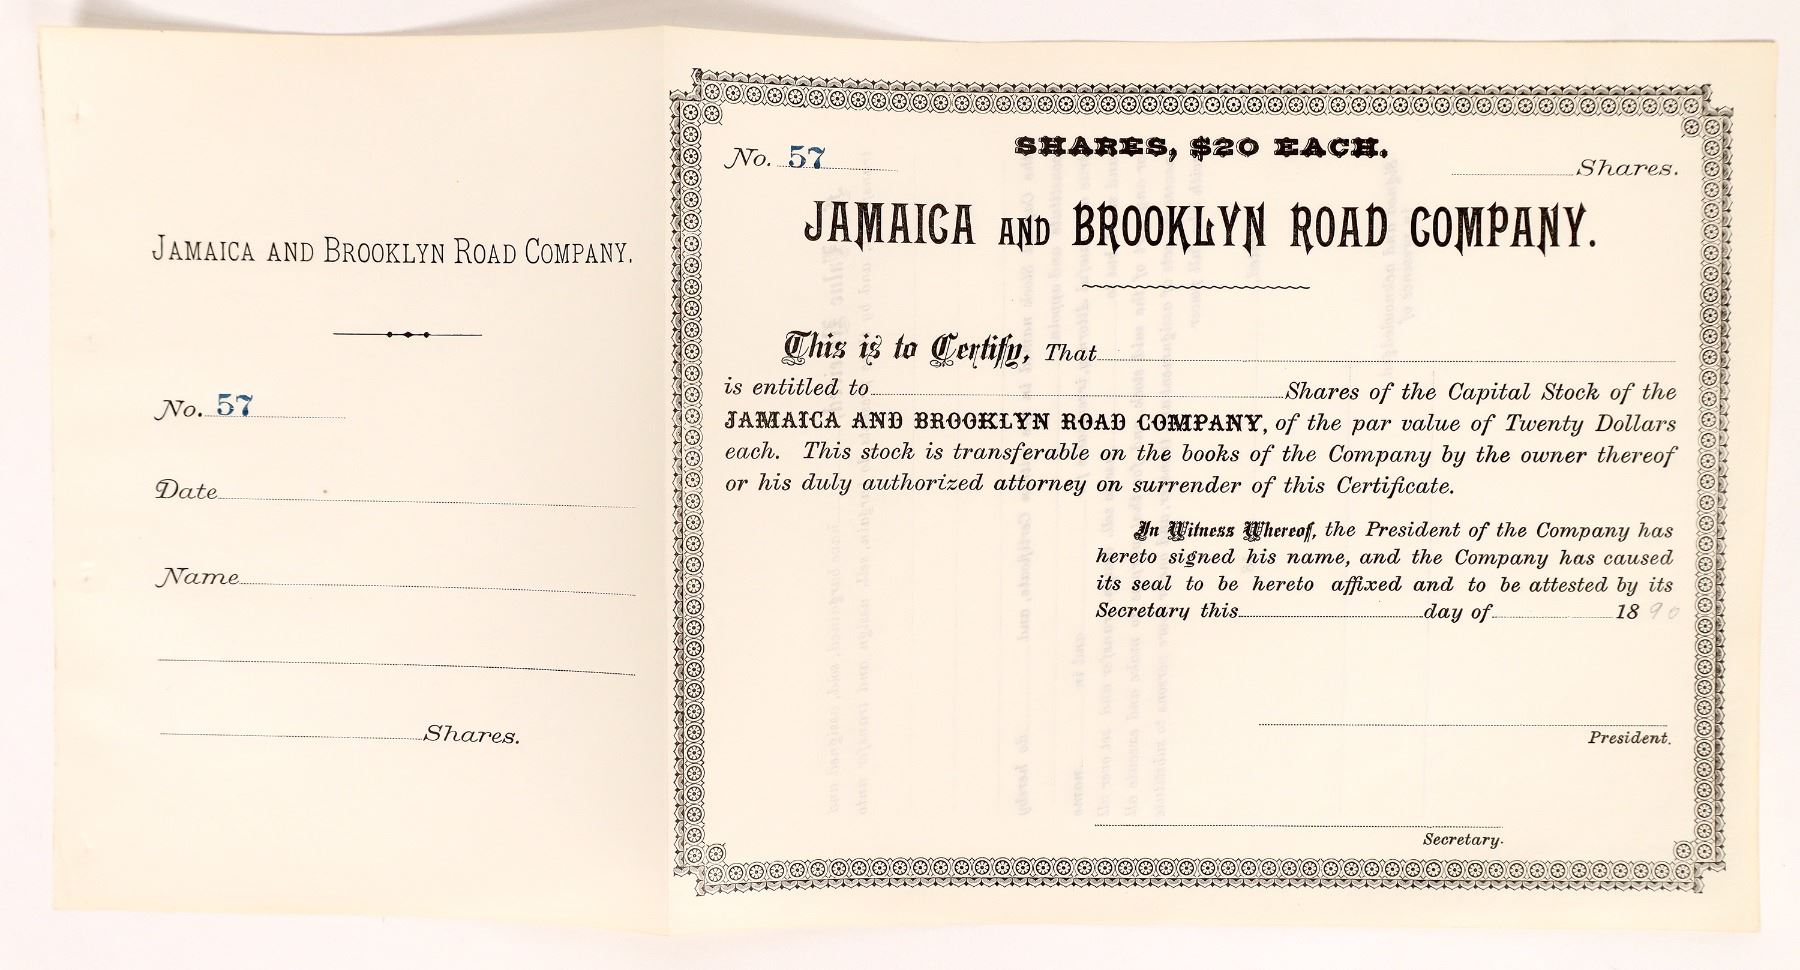 JAMAICA AND BROOKLYN ROAD COMPANY.
No. 57
Date
Name
Shares.
No. 57
SHARES, $20 EACH.
Shares.
JAMAICA AND BROOKLYN ROAD COMPANY.
This is to Certify, That
is entitled to Shares of the Capital Stock of the
JAMAICA AND BROOKLYN ROAD COMPANY, of the par value of Twenty Dollars
each. This stock is transferable on the books of the Company by the owner thereof
or his duly authorized attorney on surrender of this Certificate.
In Witness Whereof, the President of the Company has
hereto signed his name, and the Company has caused
its seal to be hereto affixed and to be attested by its
Secretary this day of 1890
President.
Secretary.